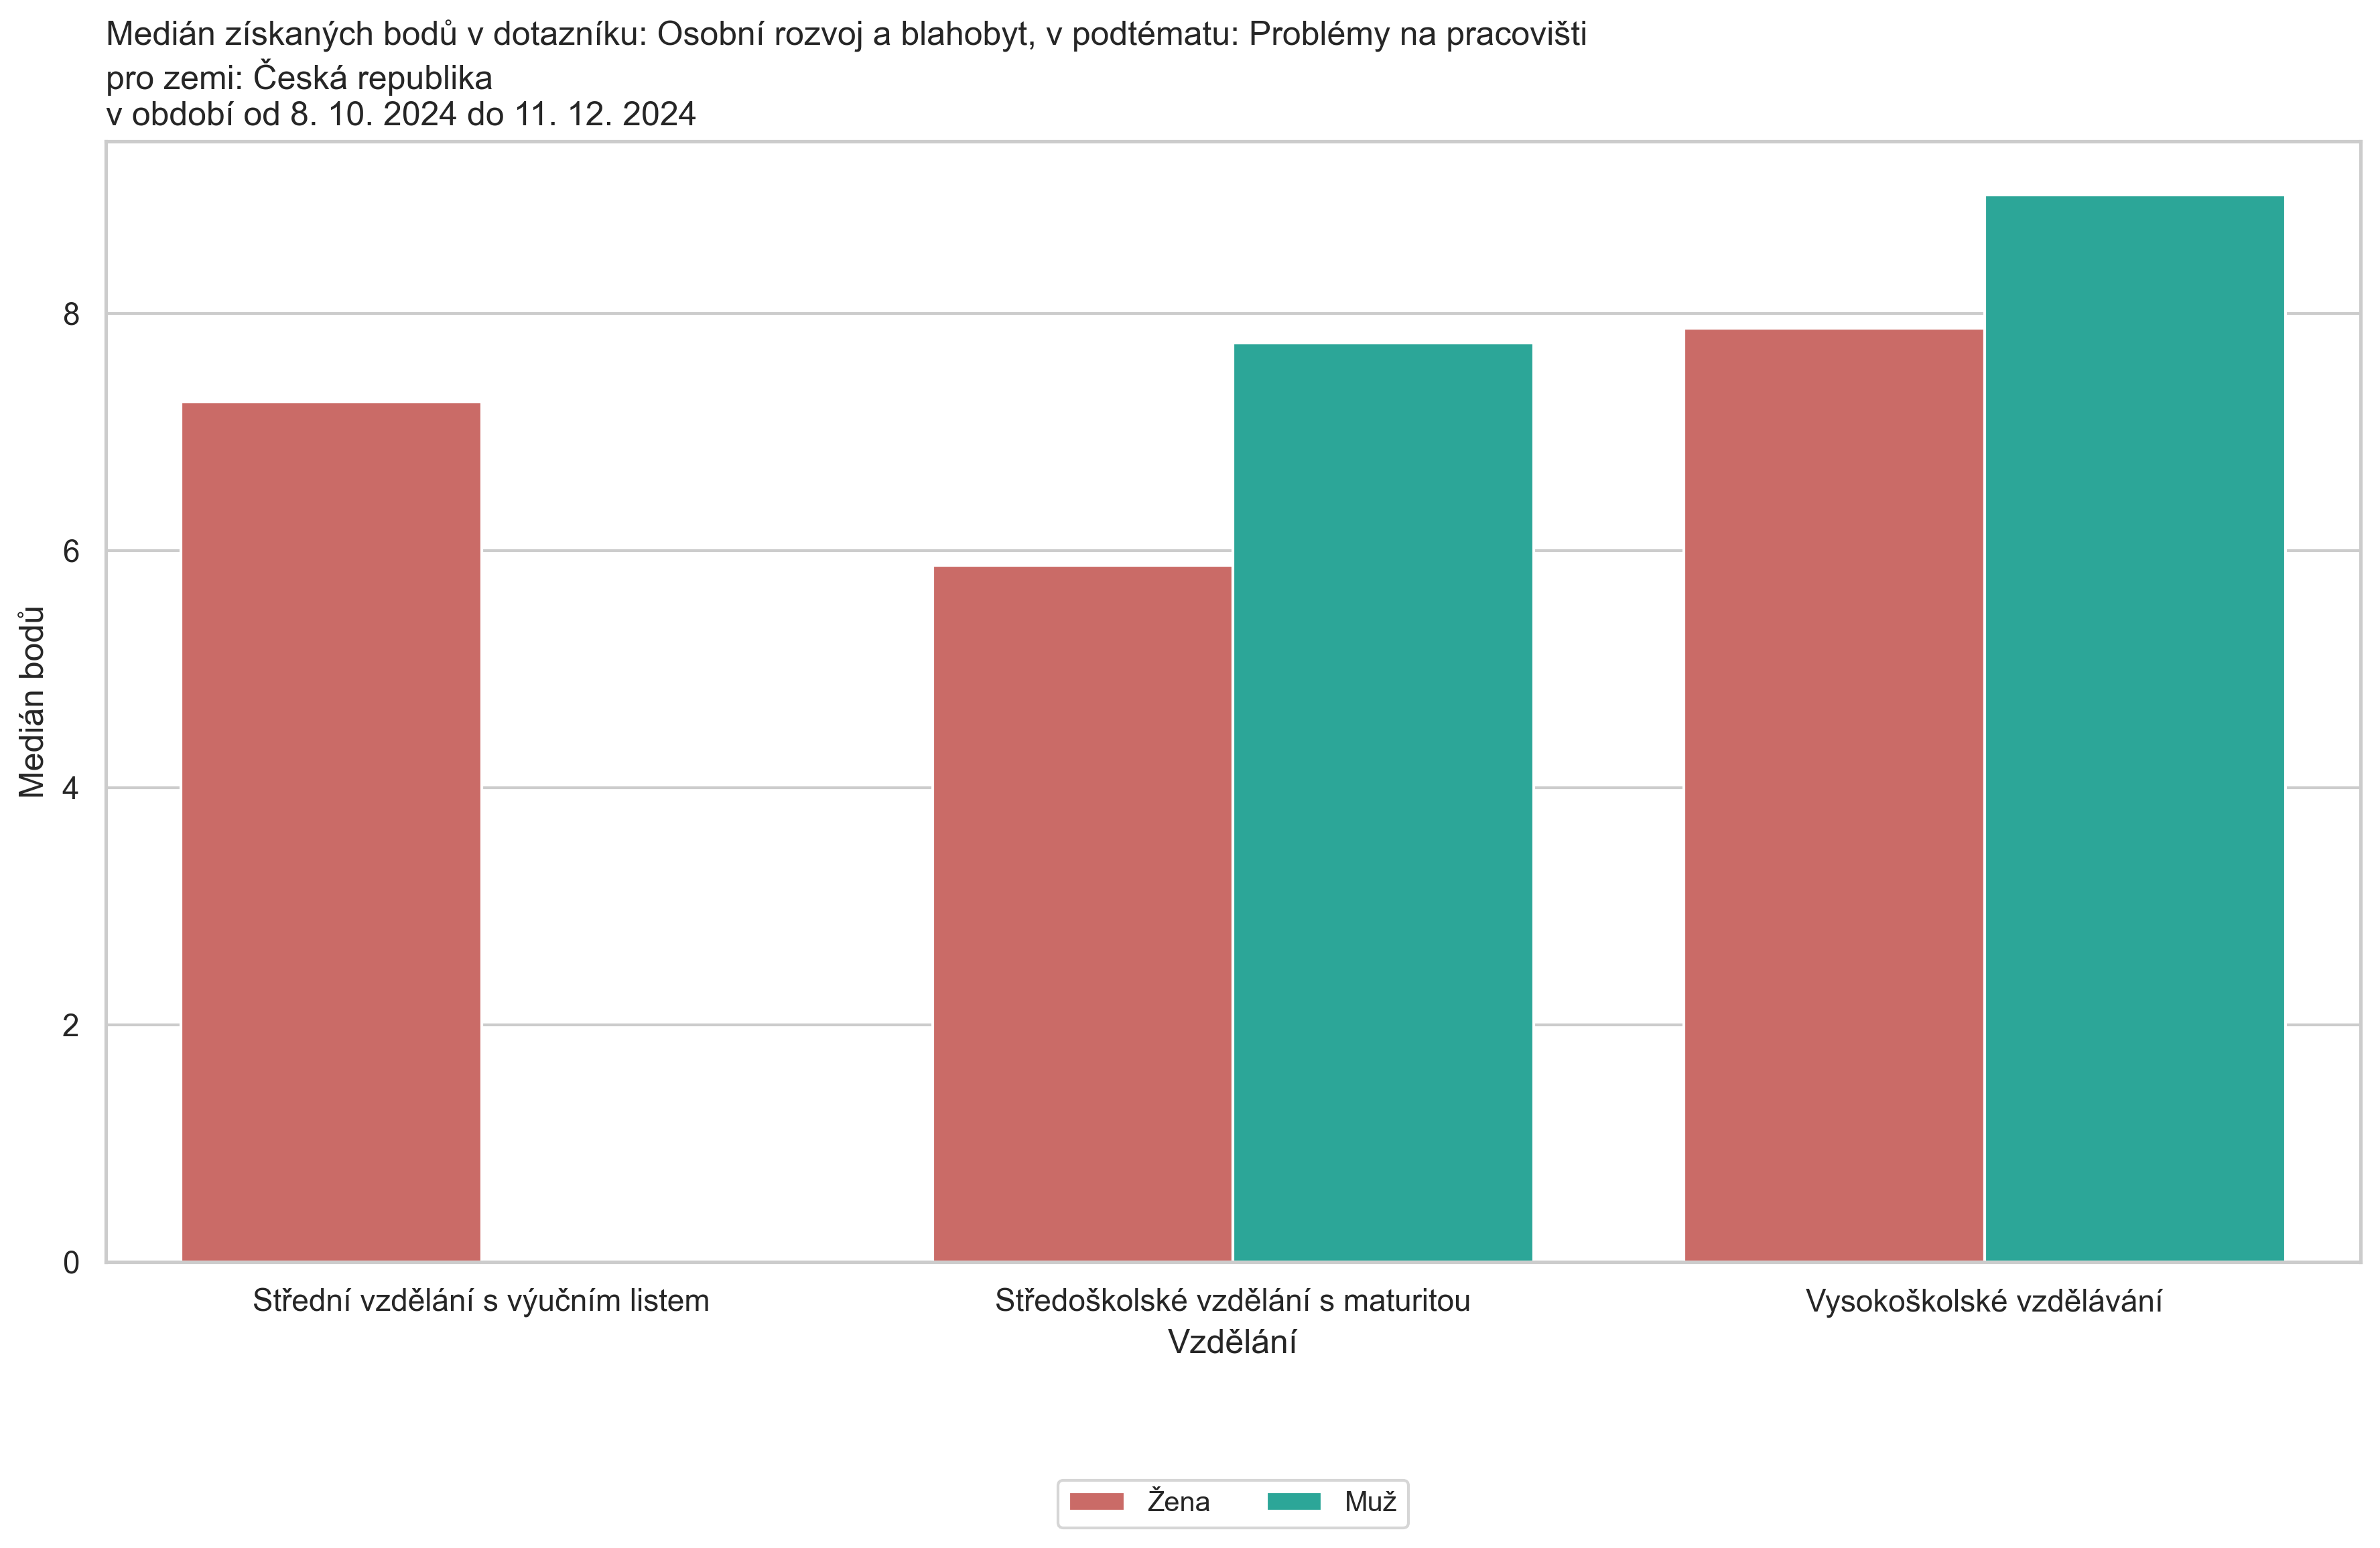 Medián získaných bodů v dotazníku: Osobní rozvoj a blahobyt, v podtématu: Problémy na pracovišti
pro zemi: Česká republika
v období od 8. 10. 2024 do 11. 12. 2024
8
6
4
2
0
Medián bodů
Střední vzdělání s výučním listem
Středoškolské vzdělání s maturitou
Vysokoškolské vzdělávání
Vzdělání
Žena
Muž